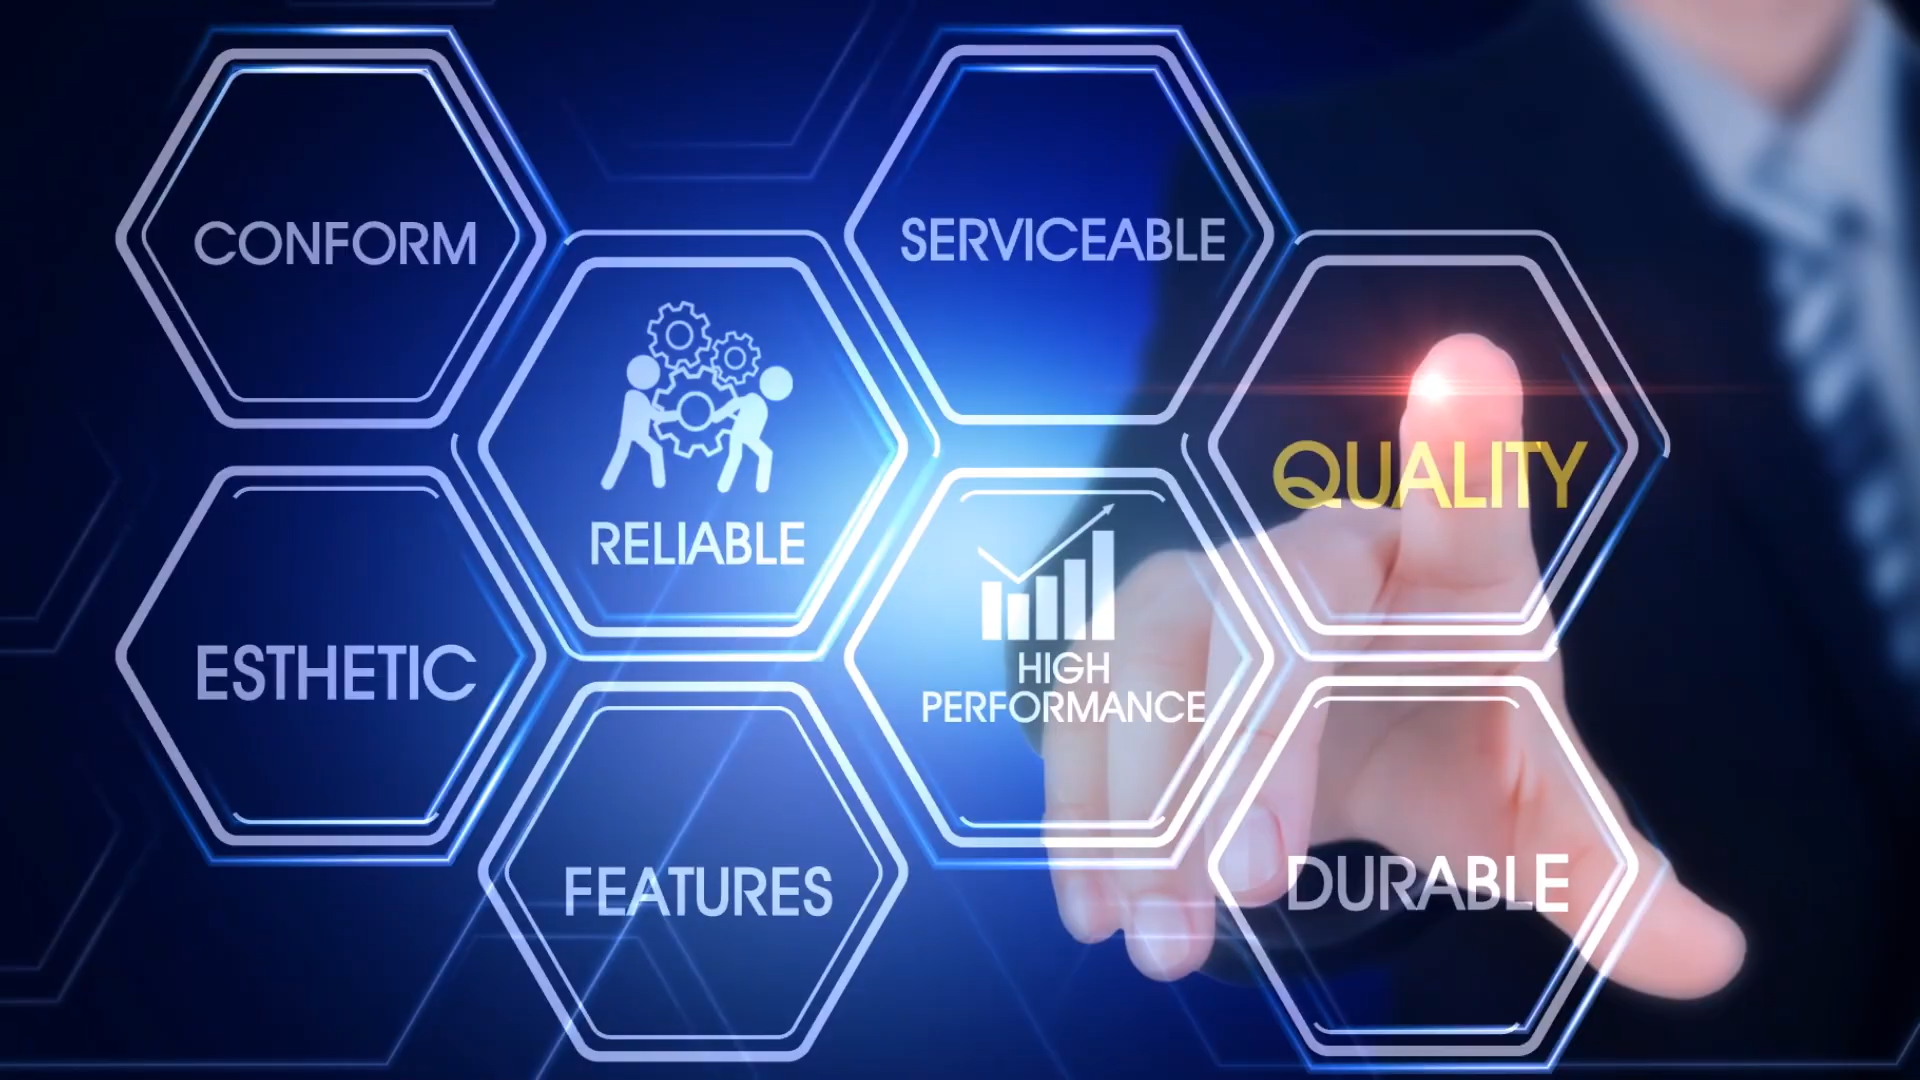 CONFORM
SERVICEABLE
RELIABLE
QUALITY
ESTHETIC
HIGH
PERFORMANCE
FEATURES
DURABLE